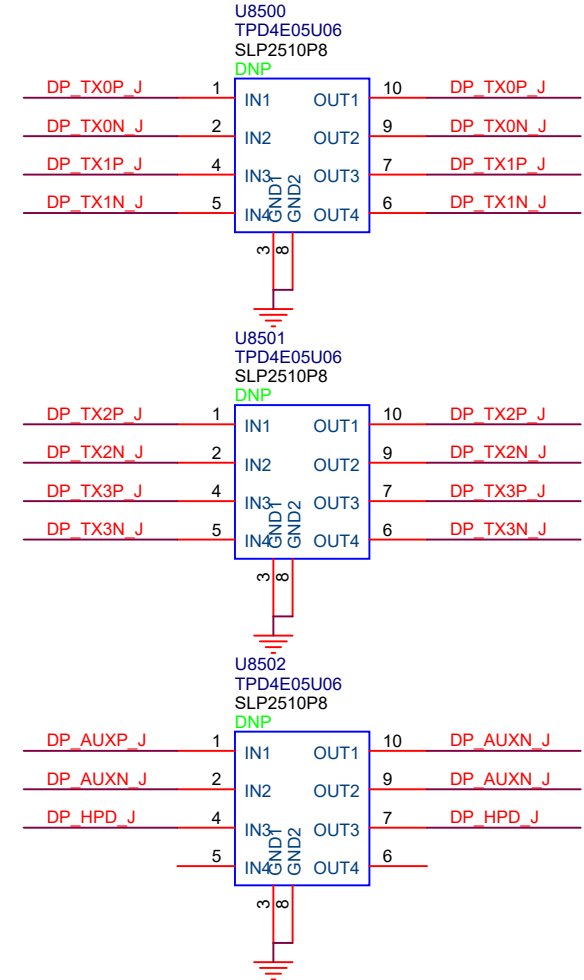 U8500
TPD4E05U06
SLP2510P8
DNP
DP_TX0P_J 1 IN1 OUT1 10 DP_TX0P_J
DP_TX0N_J 2 IN2 OUT2 9 DP_TX0N_J
DP_TX1P_J 4 IN3 OUT3 7 DP_TX1P_J
DP_TX1N_J 5 IN4 OUT4 6 DP_TX1N_J
GND1 GND2
3 8
U8501
TPD4E05U06
SLP2510P8
DNP
DP_TX2P_J 1 IN1 OUT1 10 DP_TX2P_J
DP_TX2N_J 2 IN2 OUT2 9 DP_TX2N_J
DP_TX3P_J 4 IN3 OUT3 7 DP_TX3P_J
DP_TX3N_J 5 IN4 OUT4 6 DP_TX3N_J
GND1 GND2
3 8
U8502
TPD4E05U06
SLP2510P8
DNP
DP_AUXP_J 1 IN1 OUT1 10 DP_AUXN_J
DP_AUXN_J 2 IN2 OUT2 9 DP_AUXN_J
DP_HPD_J 4 IN3 OUT3 7 DP_HPD_J
5 IN4 OUT4 6
GND1 GND2
3 8